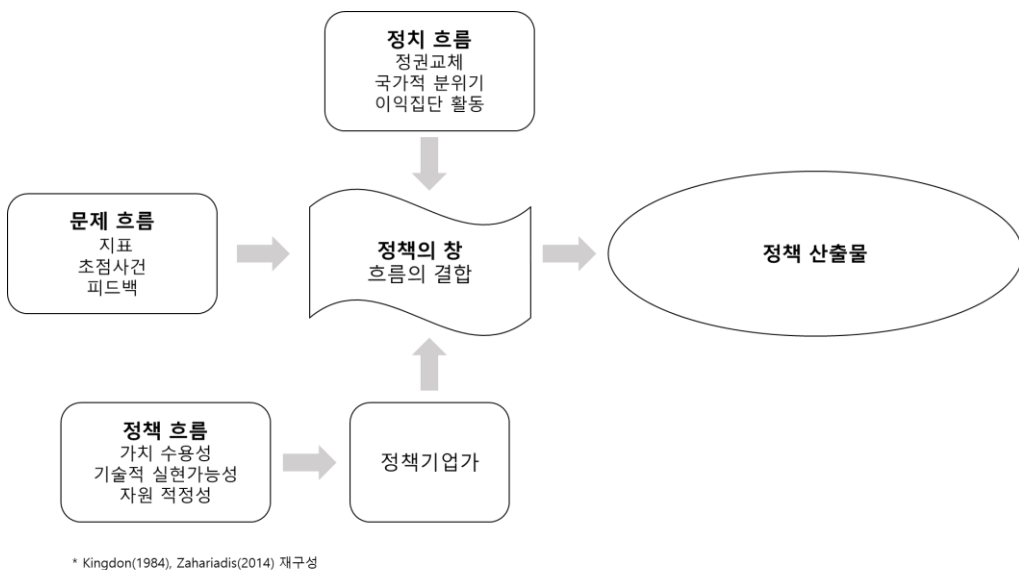 정치 흐름
정권교체
국가적 분위기
이익집단 활동
문제 흐름
지표
초점사건
피드백
정책의 창
흐름의 결합
정책 산출물
정책 흐름
가치 수용성
기술적 실현가능성
자원 적정성
정책기업가
* Kingdon(1984), Zahariadis(2014) 재구성